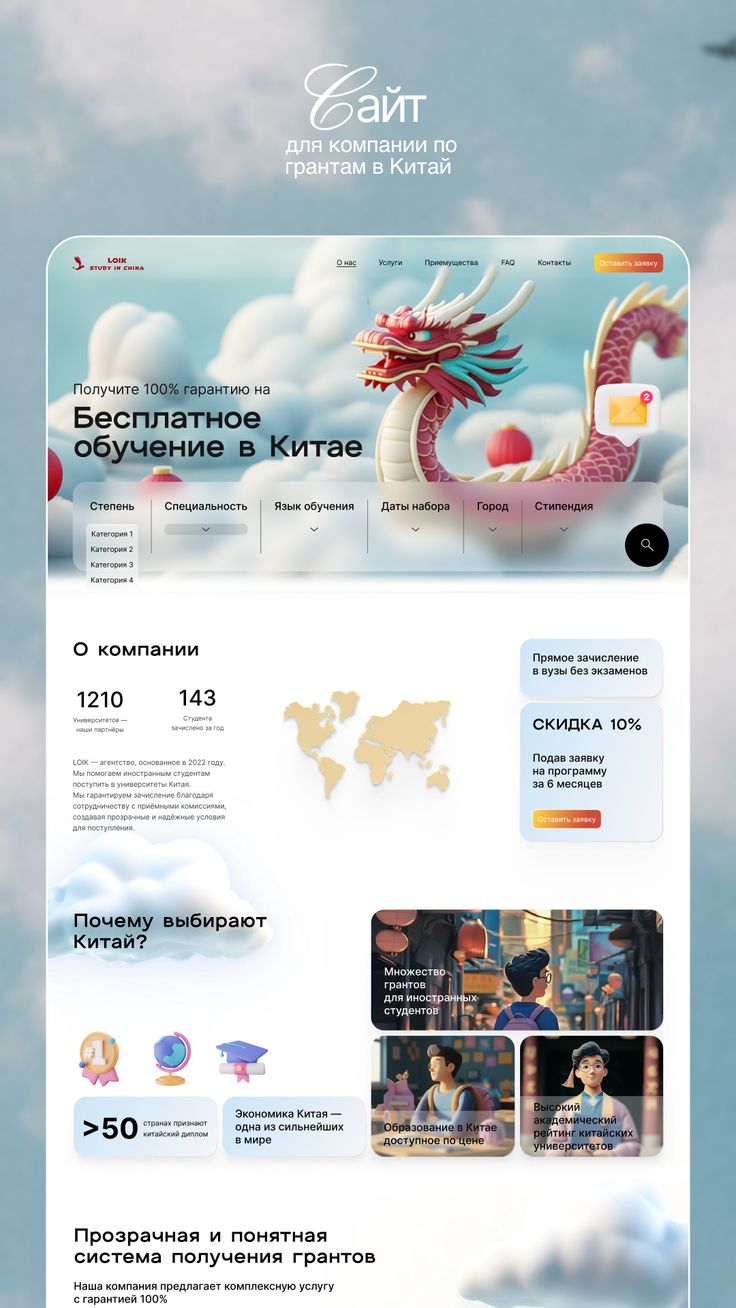 Сайт
для компании по
грантам в Китай
LOIK
STUDY IN CHINA
О нас
Услуги
Приемущества
FAQ
Контакты
Оставить заявку
2
Получите 100% гарантию на
Бесплатное
обучение в Китае
Степень
Специальность
Язык обучения
Даты набора
Город
Стипендия
Категория 1
Категория 2
Категория 3
Категория 4
О компании
1210
Университетов —
наши партнёры
143
Студента
зачислено за год
LOIK — агентство, основанное в 2022 году.
Мы помогаем иностранным студентам
поступить в университеты Китая.
Мы гарантируем зачисление благодаря
сотрудничеству с приёмными комиссиями,
создавая прозрачные и надёжные условия
для поступления.
Прямое зачисление
в вузы без экзаменов
СКИДКА 10%
Подав заявку
на программу
за 6 месяцев
Оставить заявку
Почему выбирают
Китай?
Множество
грантов
для иностранных
студентов
#1
>50
странах признают
китайский диплом
Экономика Китая —
одна из сильнейших
в мире
Образование в Китае
доступное по цене
Высокий
академический
рейтинг китайских
университетов
Прозрачная и понятная
система получения грантов
Наша компания предлагает комплексную услугу
с гарантией 100%